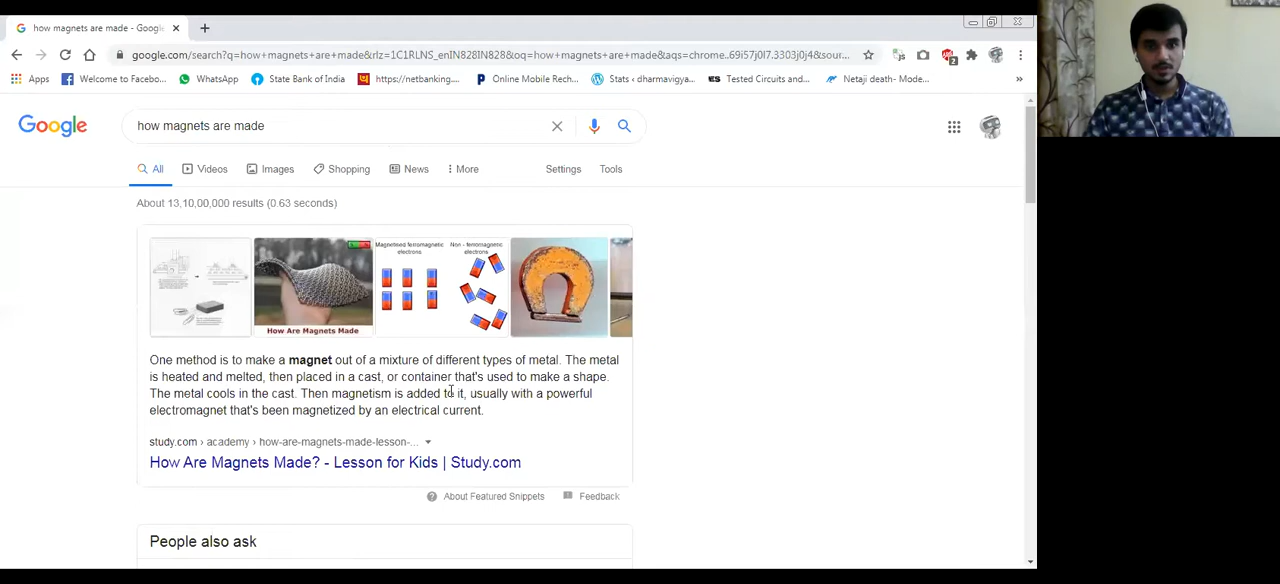 how magnets are made - Google
google.com/search?q=how+magnets+are+made&rlz=1C1RLNS_enIN828IN828&oq=how+magnets+are+made&aqs=chrome..69i57j0l7.3303j0j4&sour...
Apps Welcome to Facebo... WhatsApp State Bank of India https://netbanking.... Online Mobile Rech... Stats ‹ dharmavigya... Tested Circuits and... Netaji death- Mode... »
Google how magnets are made
All Videos Images Shopping News More Settings Tools
About 13,10,00,000 results (0.63 seconds)
Magnetised ferromagnetic electrons
Non - ferromagnetic electrons
How Are Magnets Made
One method is to make a magnet out of a mixture of different types of metal. The metal
is heated and melted, then placed in a cast, or container that's used to make a shape.
The metal cools in the cast. Then magnetism is added to it, usually with a powerful
electromagnet that's been magnetized by an electrical current.
study.com › academy › how-are-magnets-made-lesson-...
How Are Magnets Made? - Lesson for Kids | Study.com
About Featured Snippets Feedback
People also ask